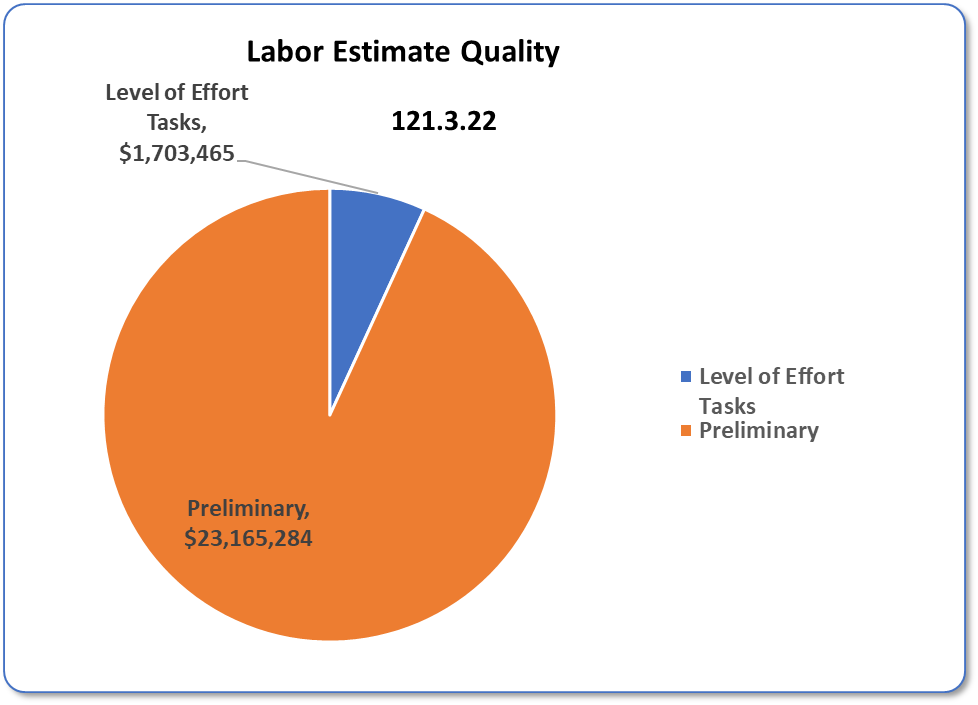 Labor Estimate Quality
Level of Effort
Tasks,
$1,703,465
121.3.22
Preliminary,
$23,165,284
Level of Effort
Tasks
Preliminary